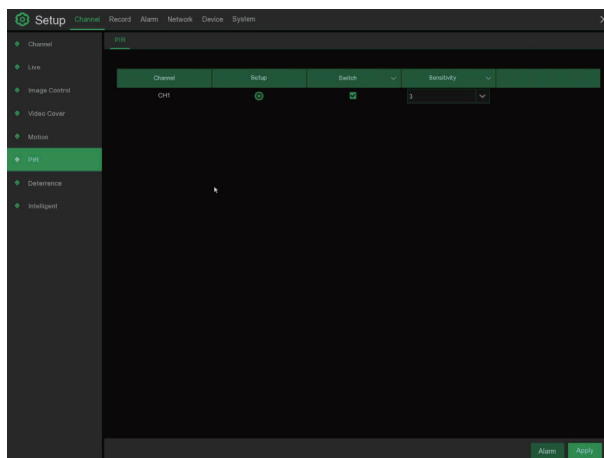 Setup Channel Record Alarm Network Device System X
Channel
Live
Image Control
Video Cover
Motion
PIR
Deterrence
Intelligent
PIR
Channel Setup Switch Sensitivity
CH1 3
Alarm Apply